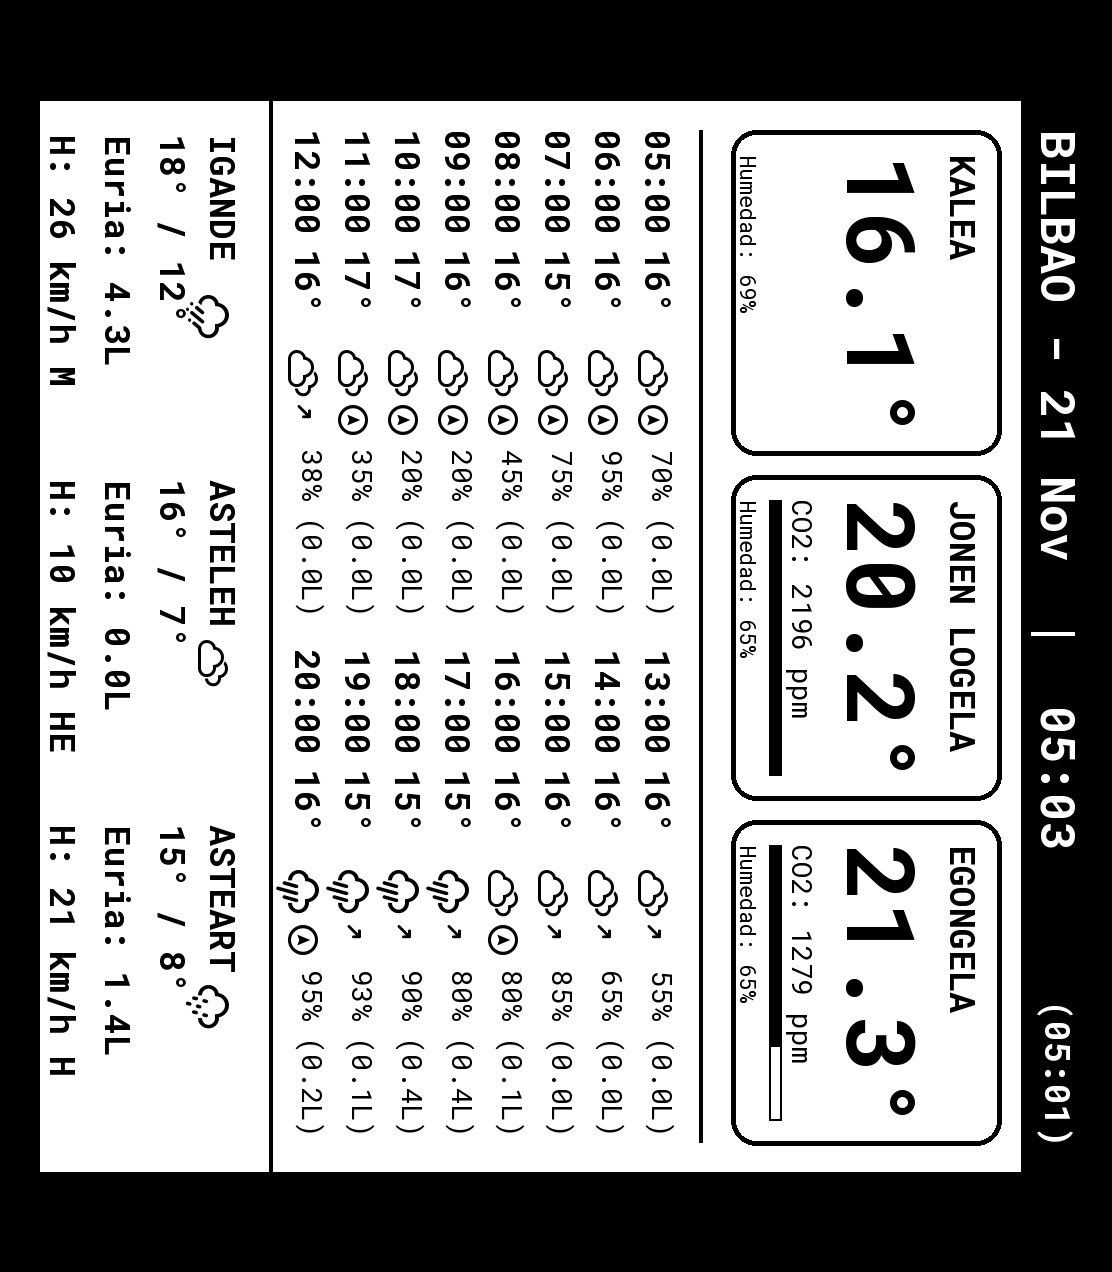 BILBAO - 21 Nov | 05:03 (05:01)
KALEA
16.1°
Humedad: 69%
JONEN LOGELA
20.2°
CO2: 2196 ppm
Humedad: 65%
EGONGELA
21.3°
CO2: 1279 ppm
Humedad: 65%
05:00 16° 70% (0.0L)
06:00 16° 95% (0.0L)
07:00 15° 75% (0.0L)
08:00 16° 45% (0.0L)
09:00 16° 20% (0.0L)
10:00 17° 20% (0.0L)
11:00 17° 35% (0.0L)
12:00 16° ↗ 38% (0.0L)
13:00 16° ↗ 55% (0.0L)
14:00 16° ↗ 65% (0.0L)
15:00 16° ↗ 85% (0.0L)
16:00 16° 80% (0.1L)
17:00 15° ↗ 80% (0.4L)
18:00 15° ↗ 90% (0.4L)
19:00 15° ↗ 93% (0.1L)
20:00 16° 95% (0.2L)
IGANDE
18° / 12°
Euria: 4.3L
H: 26 km/h M
ASTELEH
16° / 7°
Euria: 0.0L
H: 10 km/h HE
ASTEART
15° / 8°
Euria: 1.4L
H: 21 km/h H